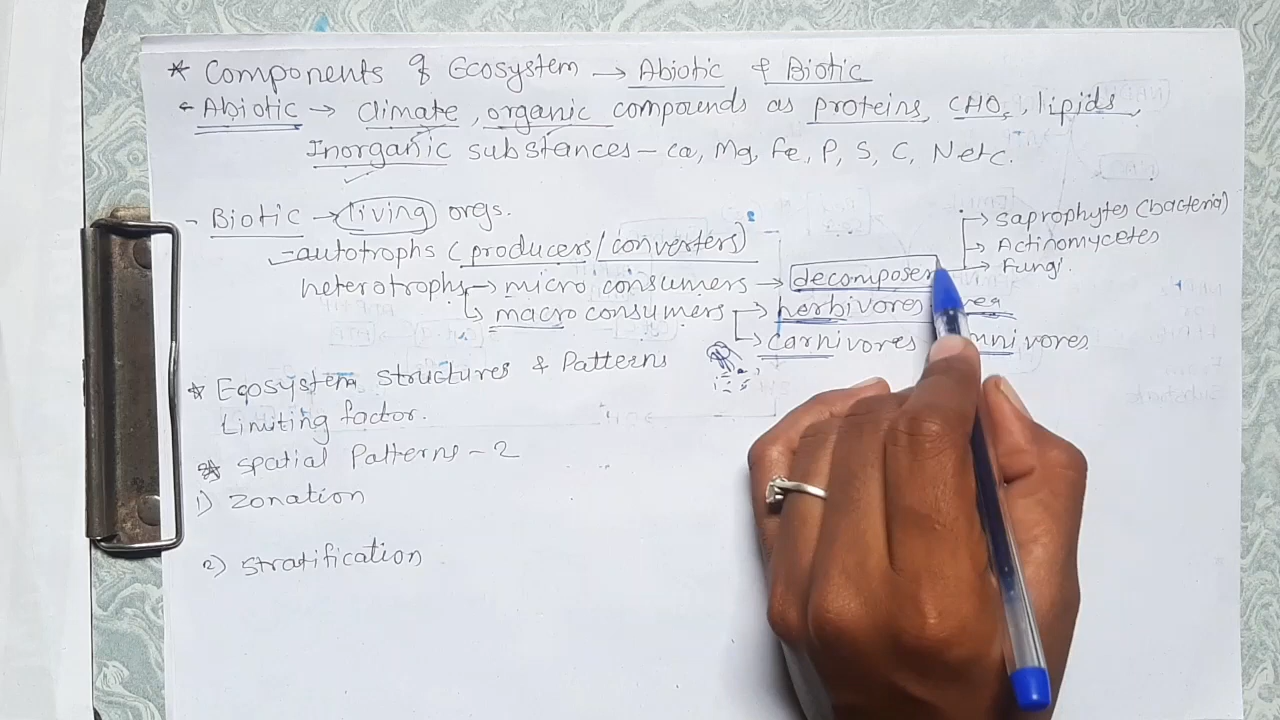 * Components of Ecosystem → Abiotic & Biotic
Abiotic → Climate, organic compounds as proteins, CHO, lipids,
Inorganic substances - Ca, Mg, Fe, P, S, C, N etc.
- Biotic → living orgs.
- autotrophs (producers/converters)
→ Saprophytes (bacteria)
→ Actinomycetes
→ Fungi.
heterotrophs → micro consumers → decomposer
→ macro consumers → herbivores
→ carnivores vores
* Ecosystem structures & Patterns
Limiting factor.
* Spatial Patterns - 2
1) Zonation
2) Stratification